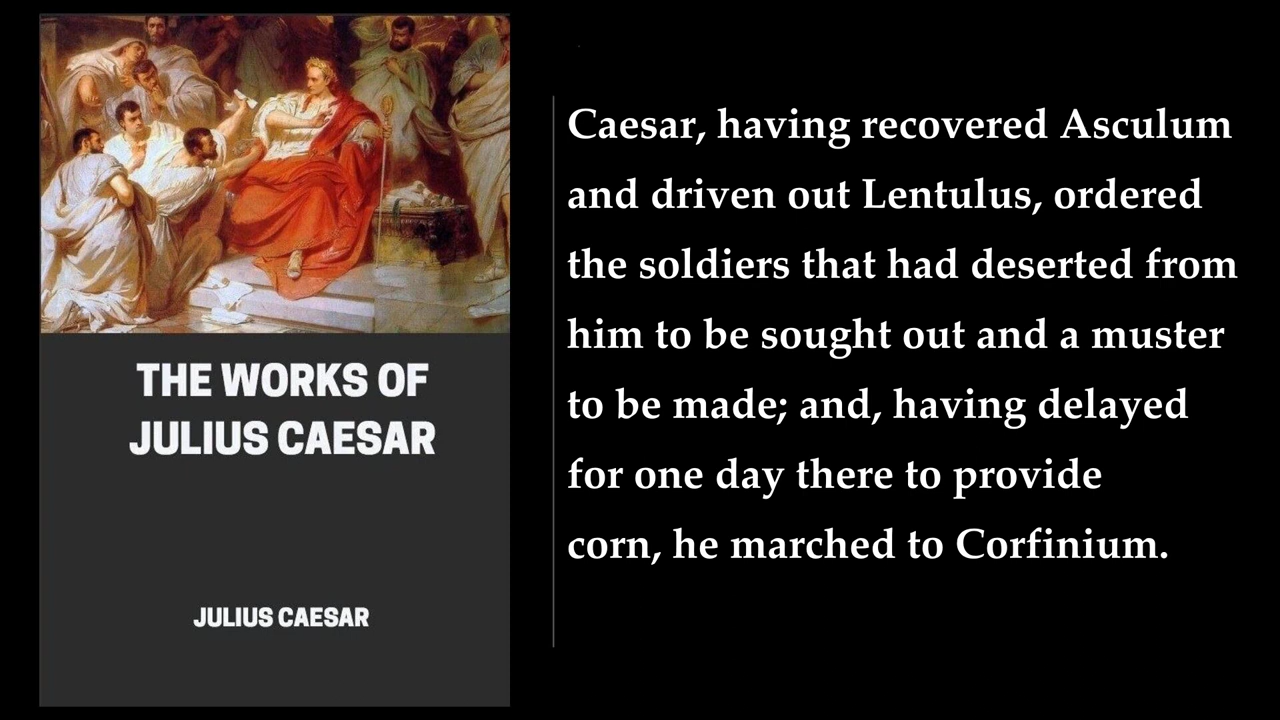 THE WORKS OF
JULIUS CAESAR
JULIUS CAESAR
Caesar, having recovered Asculum
and driven out Lentulus, ordered
the soldiers that had deserted from
him to be sought out and a muster
to be made; and, having delayed
for one day there to provide
corn, he marched to Corfinium.